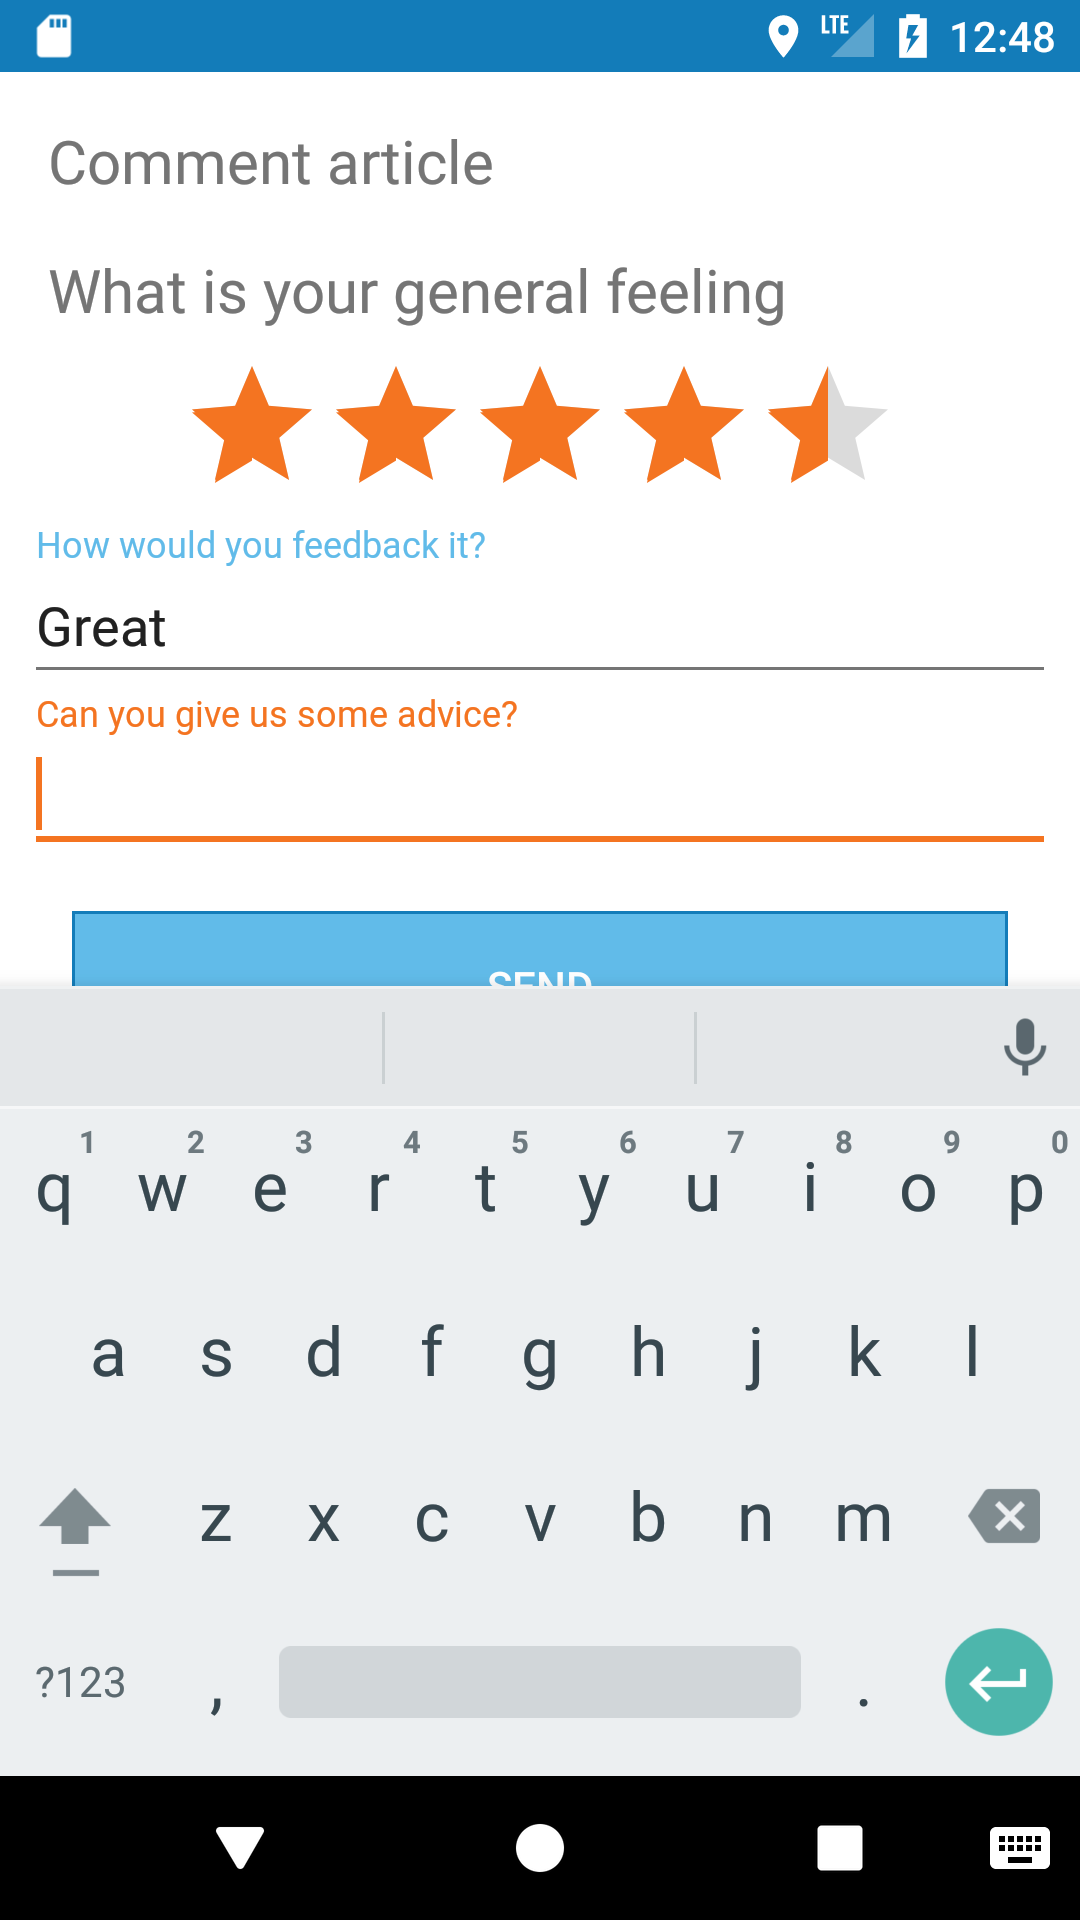 LTE 12:48
Comment article
What is your general feeling
How would you feedback it?
Great
Can you give us some advice?
SEND
1 2 3 4 5 6 7 8 9 0
q w e r t y u i o p
a s d f g h j k l
z x c v b n m
?123 , .